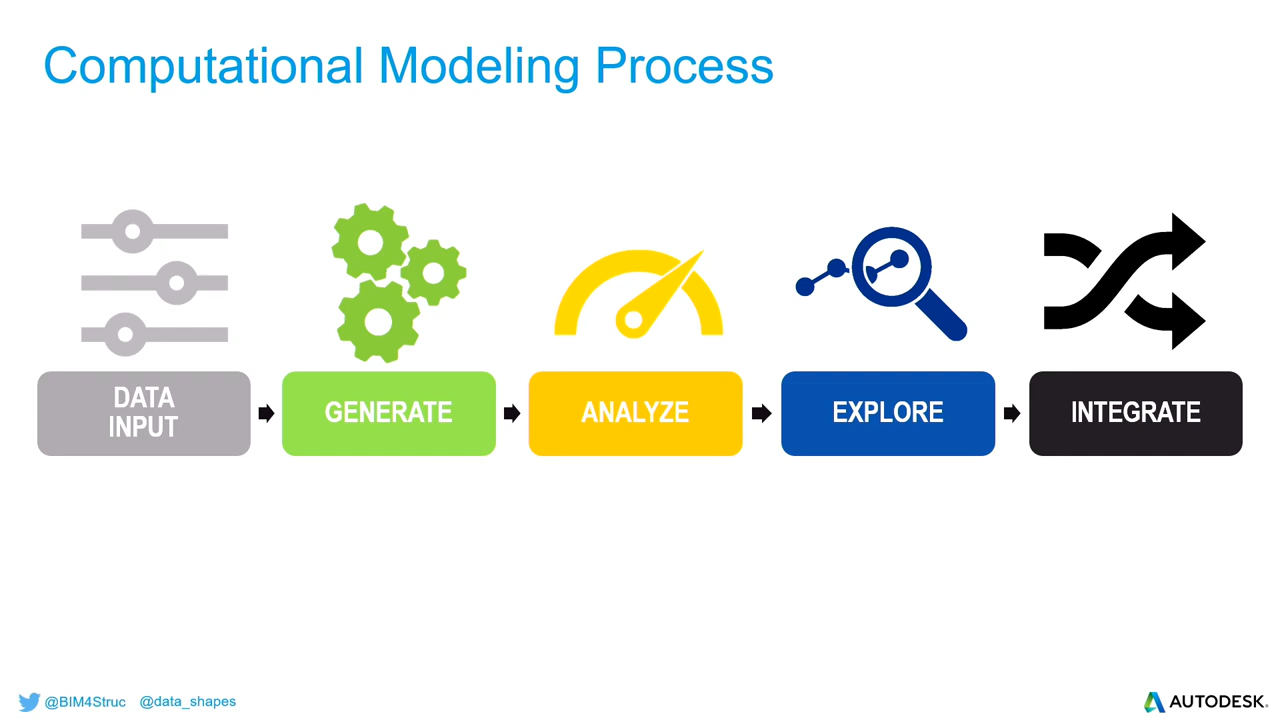 Computational Modeling Process
DATA
INPUT
GENERATE
ANALYZE
EXPLORE
INTEGRATE
@BIM4Struc @data_shapes
AUTODESK.